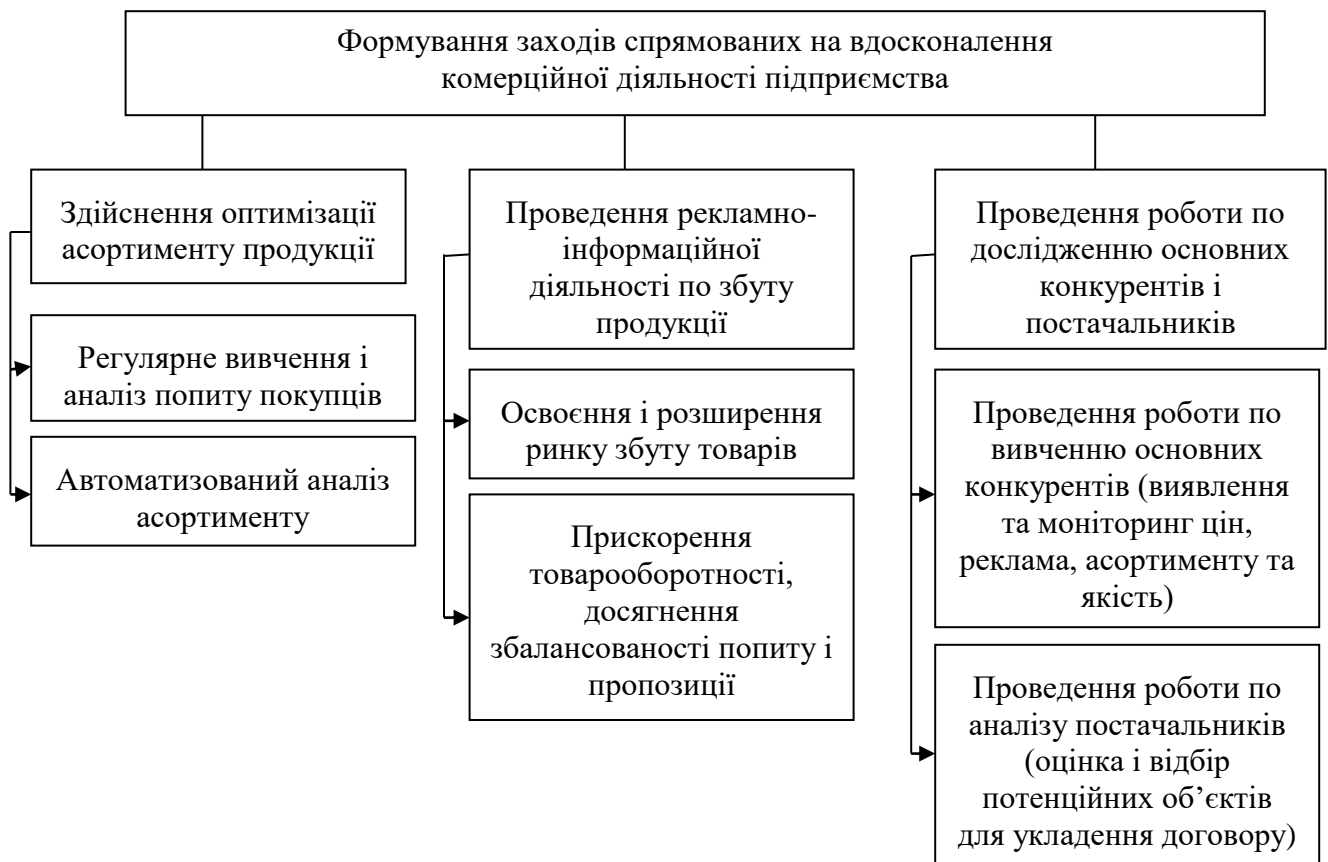 Формування заходів спрямованих на вдосконалення
комерційної діяльності підприємства
Здійснення оптимізації
асортименту продукції
Регулярне вивчення і
аналіз попиту покупців
Автоматизований аналіз
асортименту
Проведення рекламно-
інформаційної
діяльності по збуту
продукції
Освоєння і розширення
ринку збуту товарів
Прискорення
товарооборотності,
досягнення
збалансованості попиту і
пропозиції
Проведення роботи по
дослідженню основних
конкурентів і
постачальників
Проведення роботи по
вивченню основних
конкурентів (виявлення
та моніторинг цін,
реклама, асортименту та
якість)
Проведення роботи по
аналізу постачальників
(оцінка і відбір
потенційних об’єктів
для укладення договору)